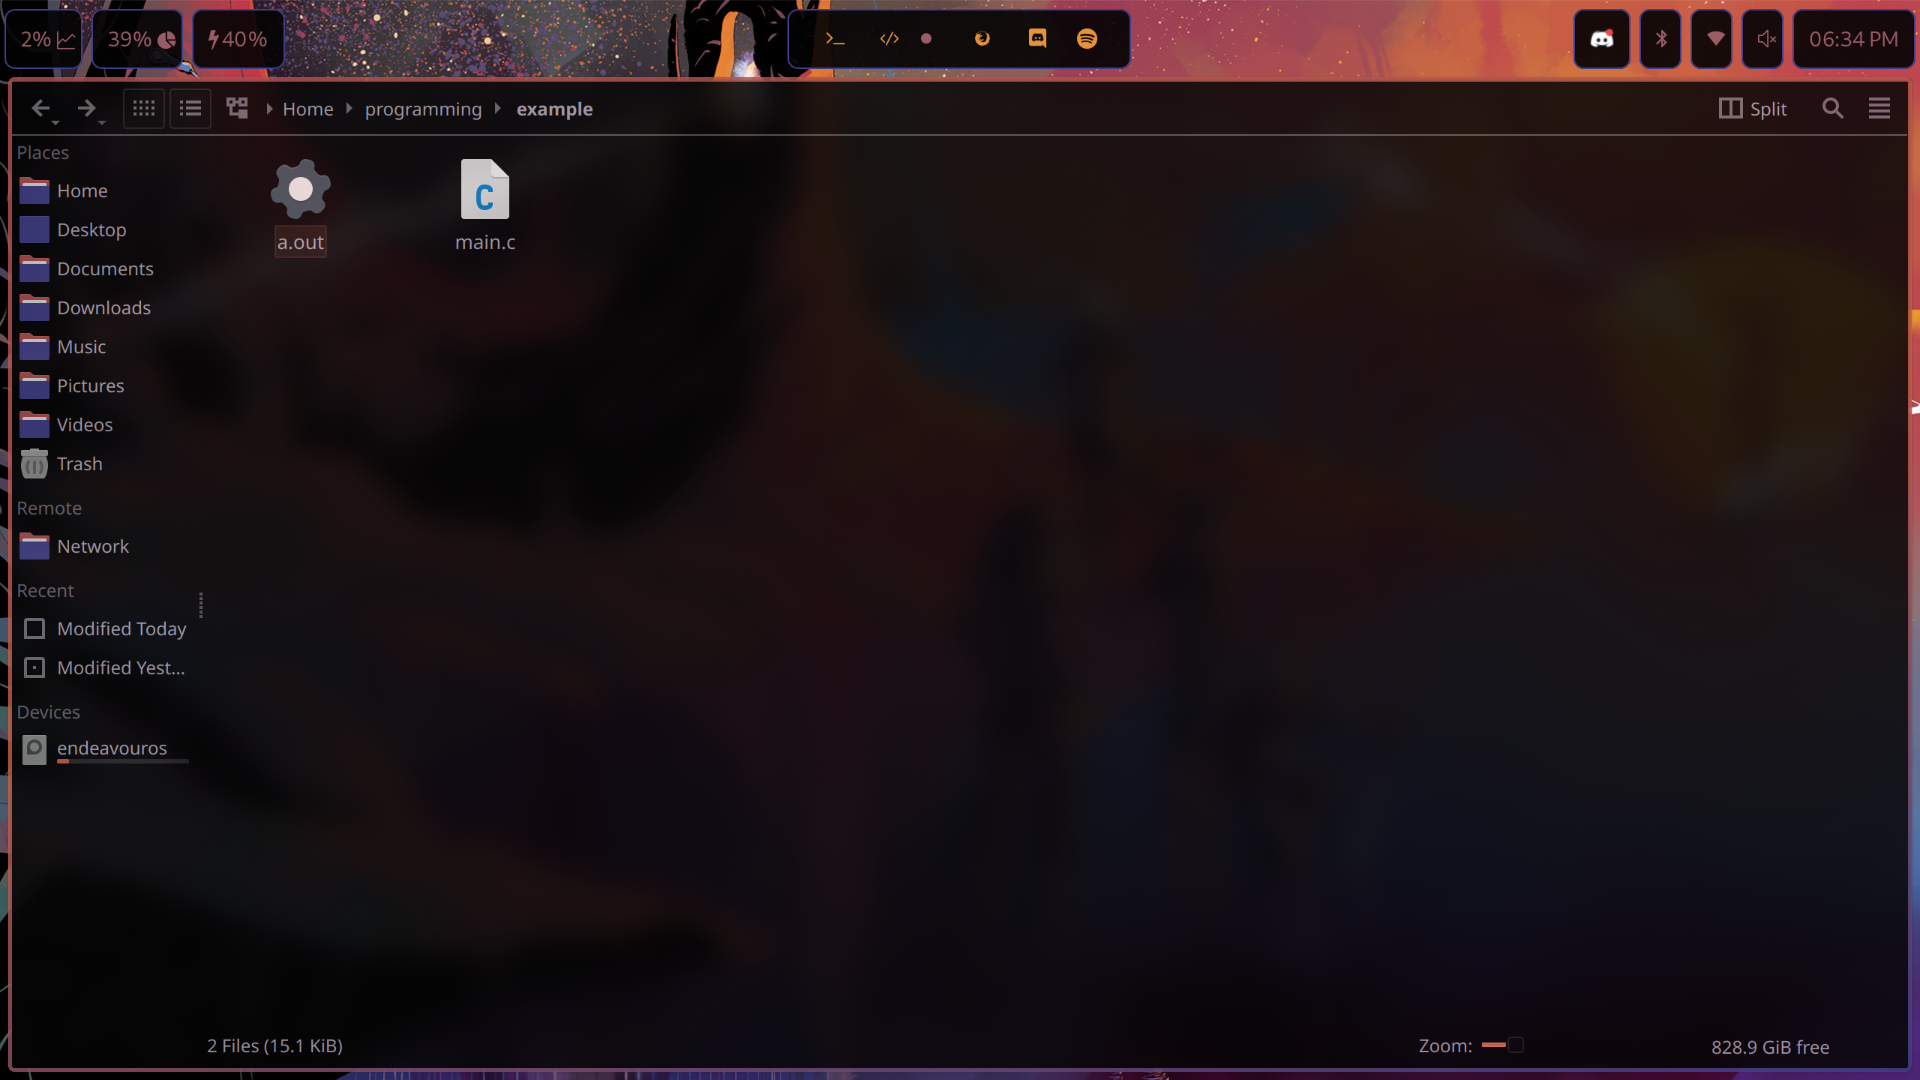 2%
39%
40%
06:34 PM
Home
programming
example
Split
Places
Home
Desktop
Documents
Downloads
Music
Pictures
Videos
Trash
Remote
Network
Recent
Modified Today
Modified Yest...
Devices
endeavouros
a.out
C
main.c
2 Files (15.1 KiB)
Zoom:
828.9 GiB free